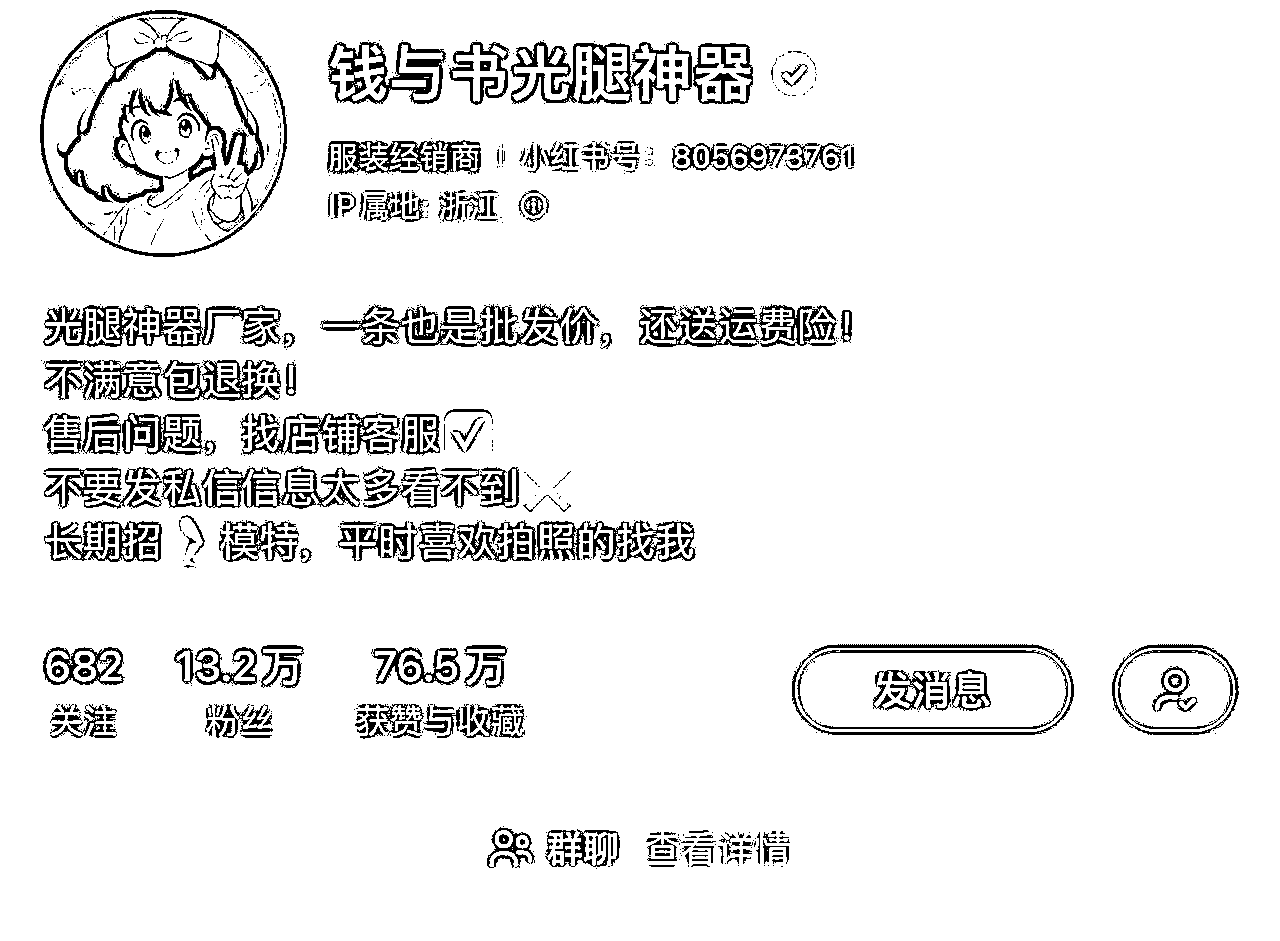 钱与书光腿神器
服装经销商 | 小红书号: 8056973761
IP属地: 浙江
光腿神器厂家，一条也是批发价，还送运费险！
不满意包退换！
售后问题，找店铺客服✅
不要发私信信息太多看不到❌
长期招🦵模特，平时喜欢拍照的找我
682 13.2万 76.5万
关注 粉丝 获赞与收藏
发消息
群聊 查看详情